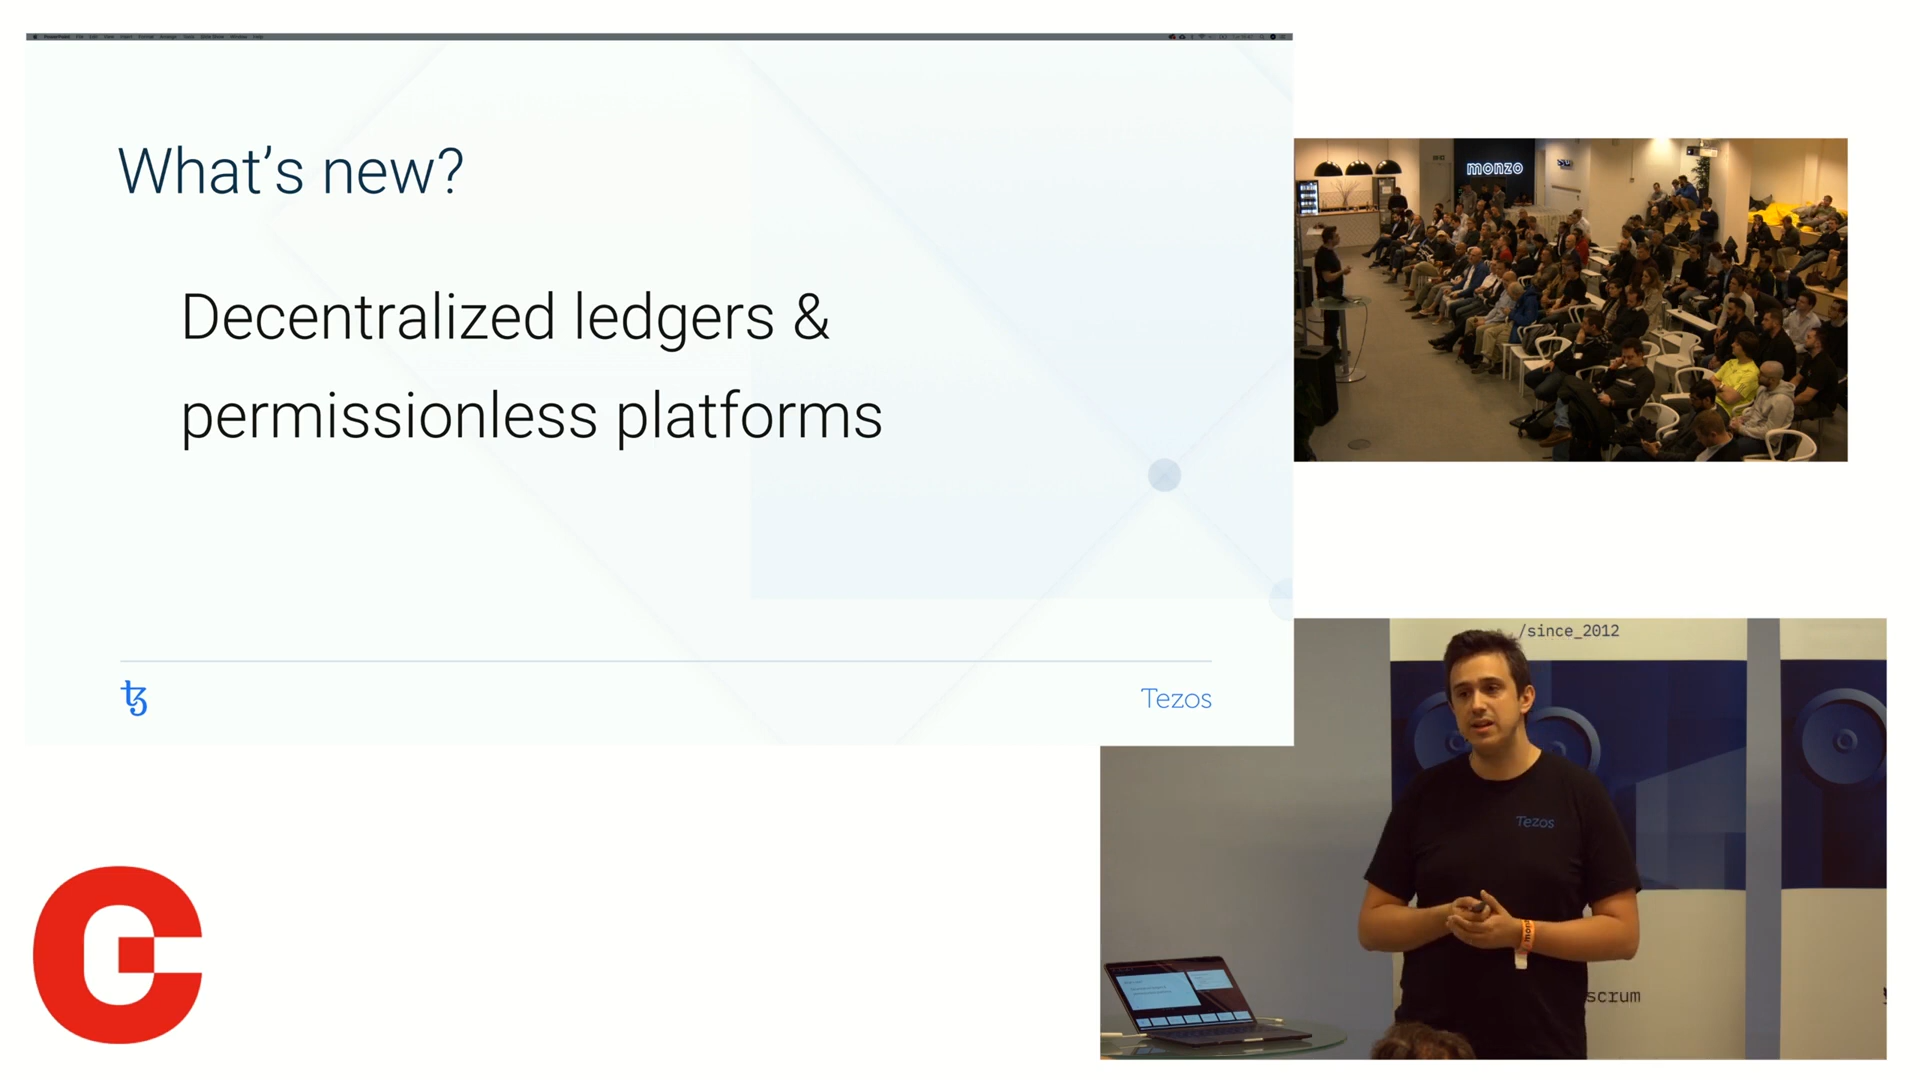 What's new?
Decentralized ledgers &
permissionless platforms
ꜩ
Tezos
monzo
/since_2012
Tezos
scrum